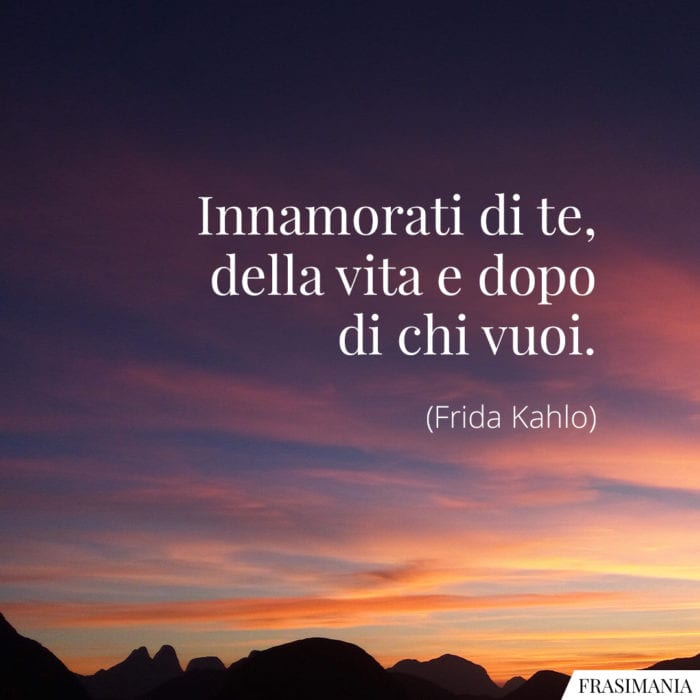 Innamorati di te,
della vita e dopo
di chi vuoi.
(Frida Kahlo)
FRASIMANIA